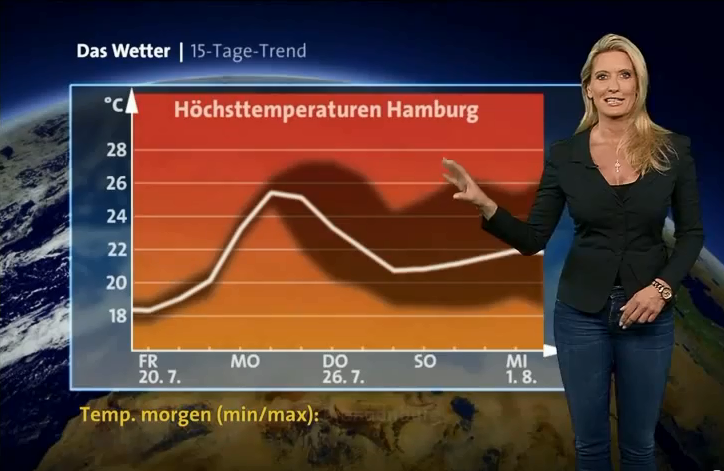 Das Wetter | 15-Tage-Trend
°C
Höchsttemperaturen Hamburg
28
26
24
22
20
18
FR MO DO SO MI
20. 7. 26. 7. 1. 8.
Temp. morgen (min/max):